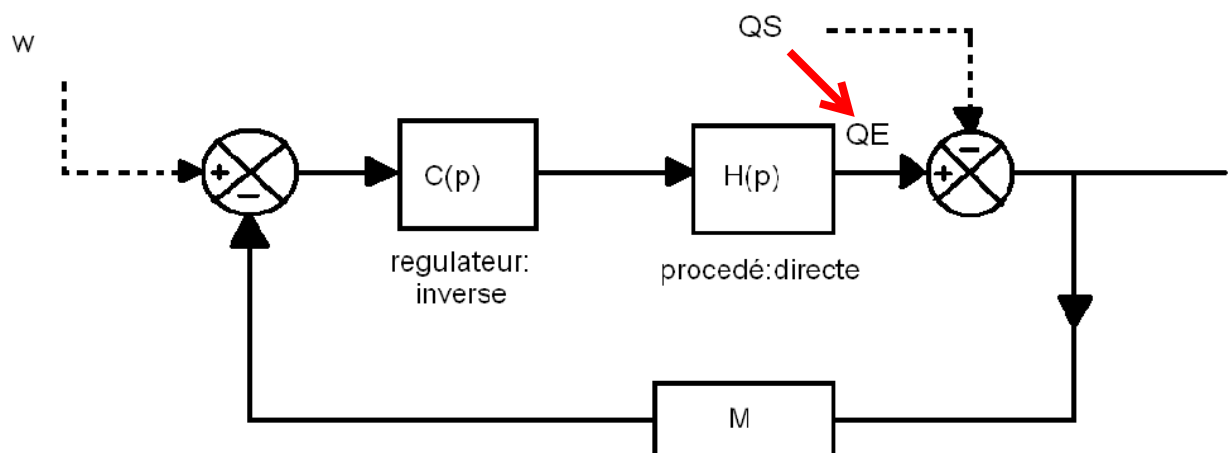 QS
w
QE
+
−
+
−
C(p)
H(p)
regulateur:
inverse
procedé:directe
M